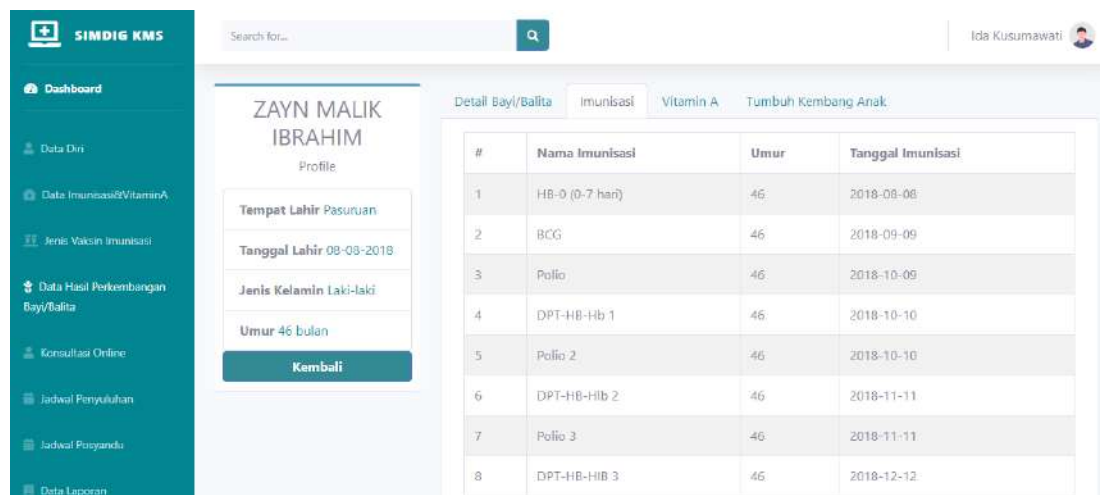 SIMDIG KMS
Search for...
Ida Kusumawati
Dashboard
Data Diri
Data Imunisasi&VitaminA
Jenis Vaksin Imunisasi
Data Hasil Perkembangan
Bayi/Balita
Konsultasi Online
Jadwal Penyuluhan
Jadwal Posyandu
Data Laporan
ZAYN MALIK
IBRAHIM
Profile
Tempat Lahir Pasuruan
Tanggal Lahir 08-08-2018
Jenis Kelamin Laki-laki
Umur 46 bulan
Kembali
Detail Bayi/Balita Imunisasi Vitamin A Tumbuh Kembang Anak
# Nama Imunisasi Umur Tanggal Imunisasi
1 HB-0 (0-7 hari) 46 2018-08-08
2 BCG 46 2018-09-09
3 Polio 46 2018-10-09
4 DPT-HB-Hb 1 46 2018-10-10
5 Polio 2 46 2018-10-10
6 DPT-HB-HIb 2 46 2018-11-11
7 Polio 3 46 2018-11-11
8 DPT-HB-HIB 3 46 2018-12-12